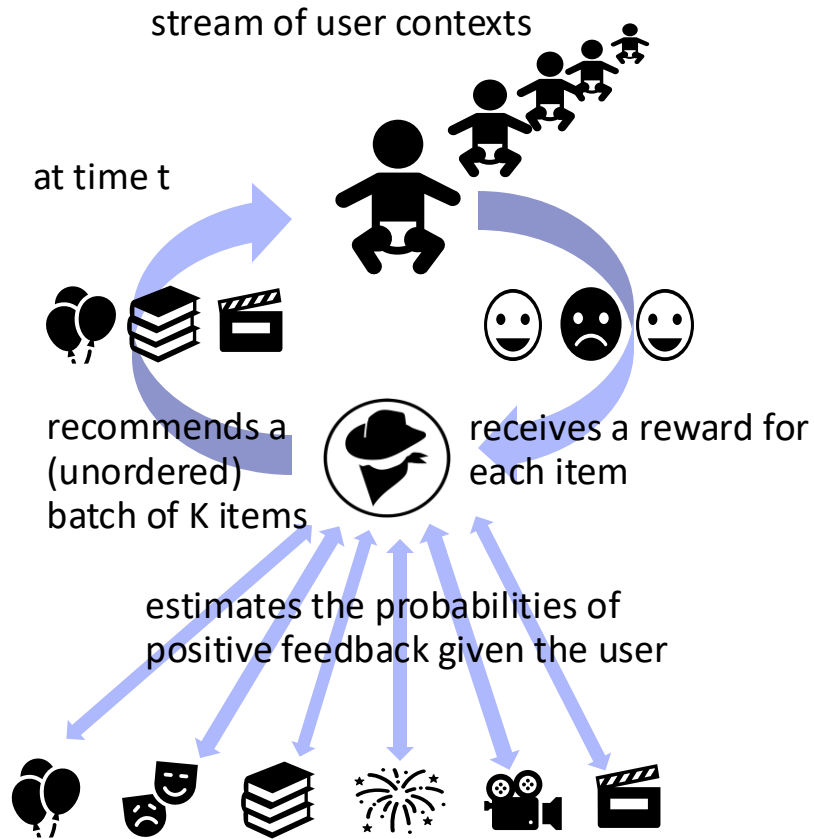 stream of user contexts
at time t
recommends a
(unordered)
batch of K items
receives a reward for
each item
estimates the probabilities of
positive feedback given the user